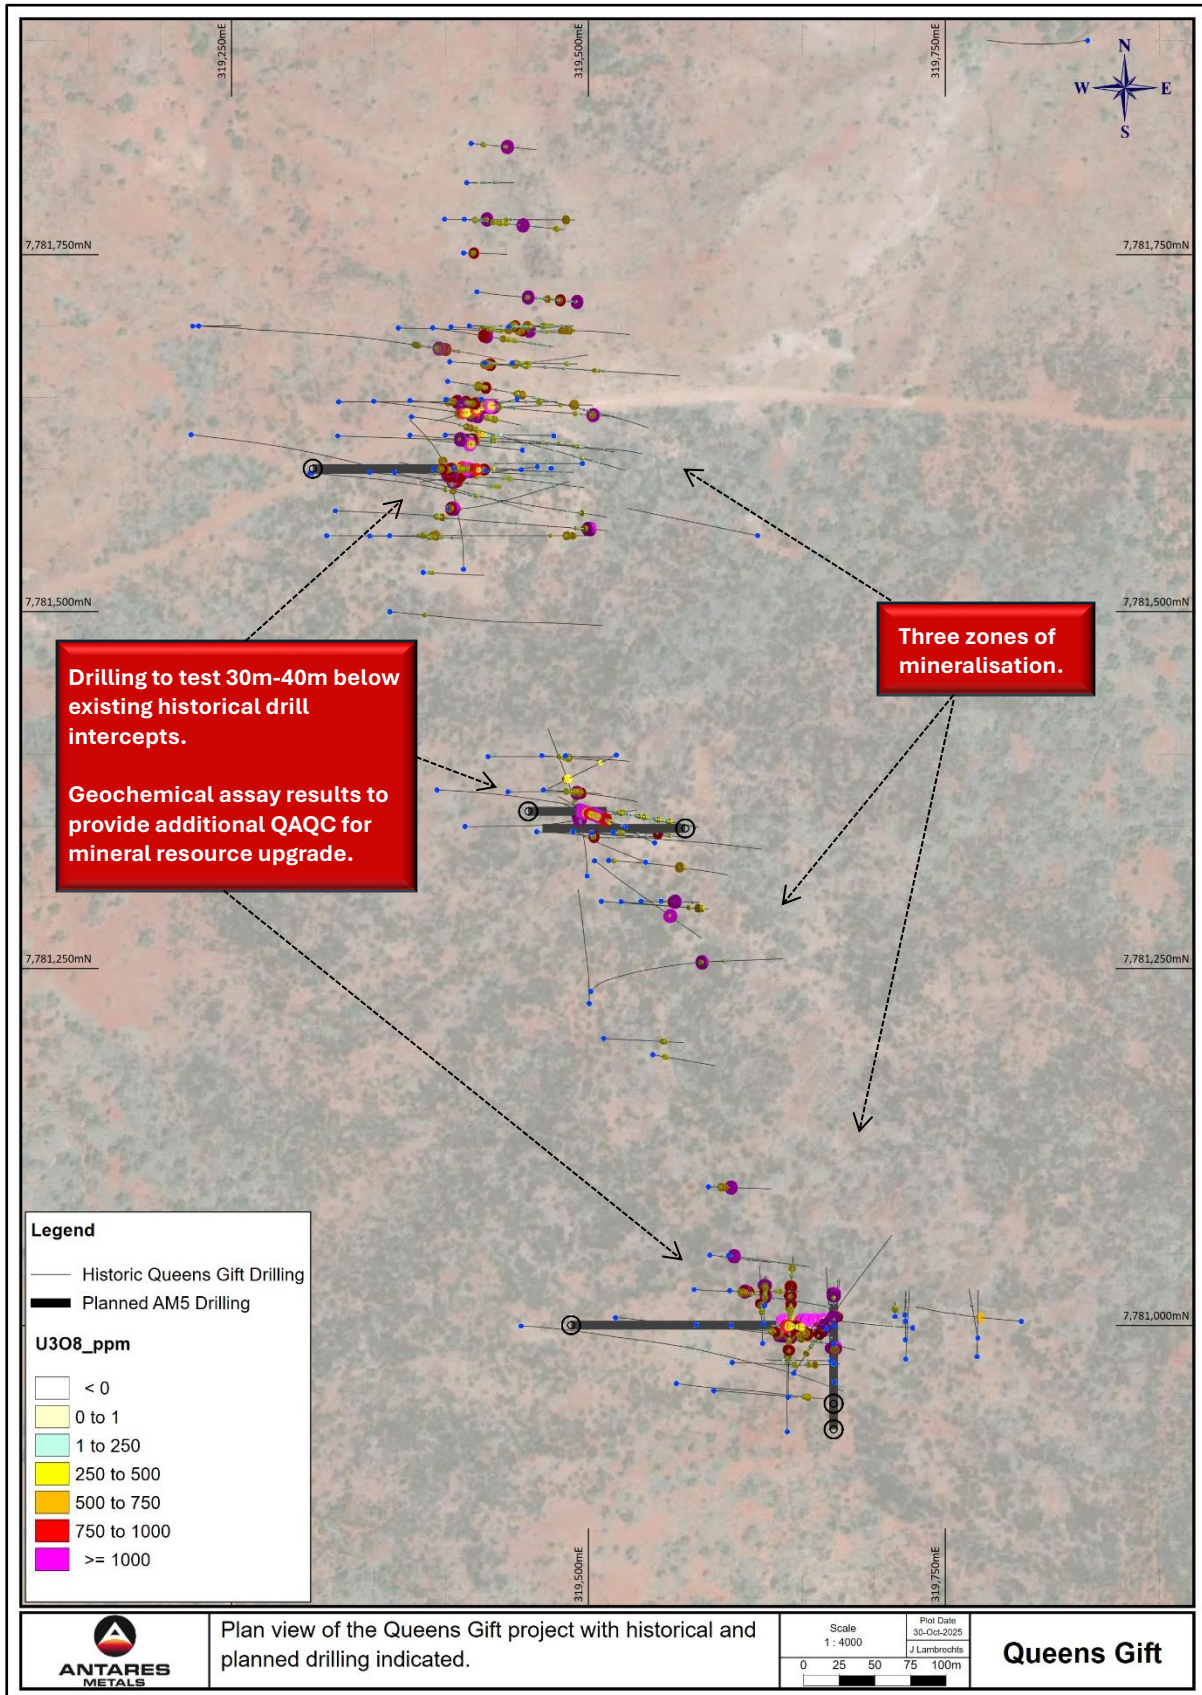 319,250mE
319,500mE
319,750mE
N
W E
S
7,781,750mN
7,781,750mN
7,781,500mN
7,781,500mN
Three zones of
mineralisation.
Drilling to test 30m-40m below
existing historical drill
intercepts.
Geochemical assay results to
provide additional QAQC for
mineral resource upgrade.
7,781,250mN
7,781,250mN
7,781,000mN
Legend
Historic Queens Gift Drilling
Planned AM5 Drilling
U3O8_ppm
< 0
0 to 1
1 to 250
250 to 500
500 to 750
750 to 1000
>= 1000
319,500mE
319,750mE
ANTARES
METALS
Plan view of the Queens Gift project with historical and
planned drilling indicated.
Scale
1 : 4000
Plot Date
30-Oct-2025
J Lambrechts
0 25 50 75 100m
Queens Gift